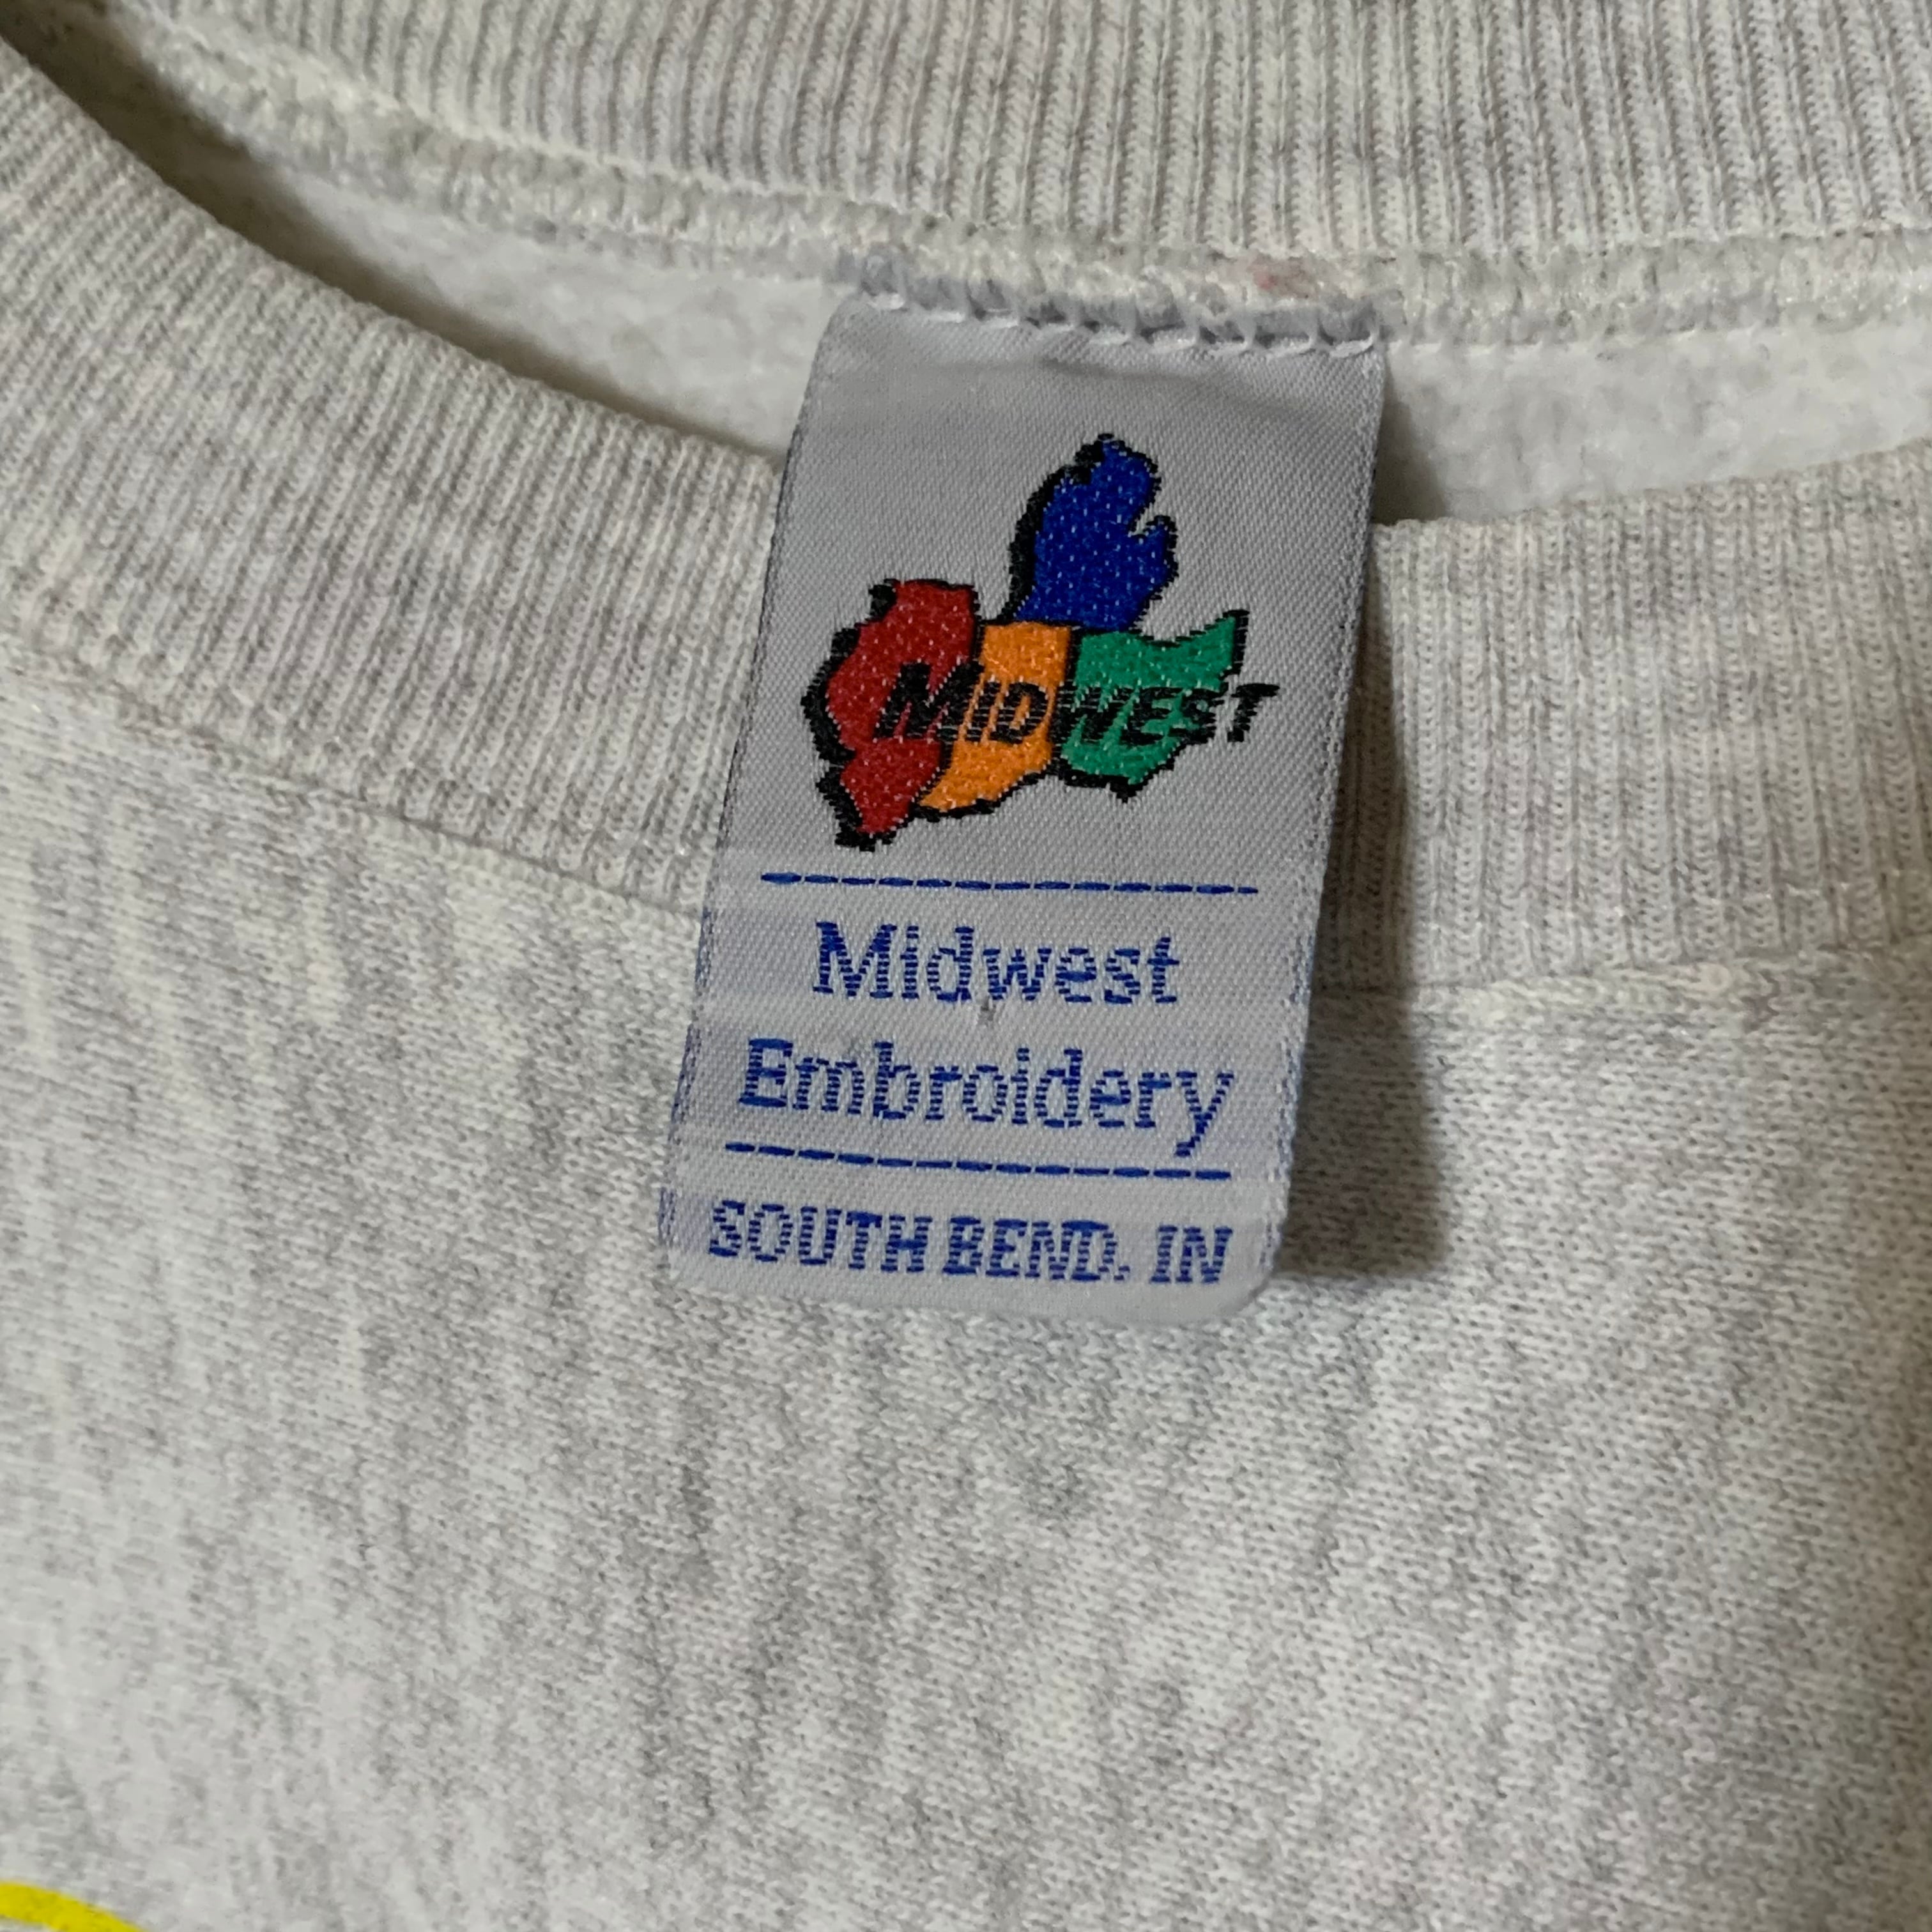 MIDWEST
Midwest
Embroidery
SOUTH BEND, IN